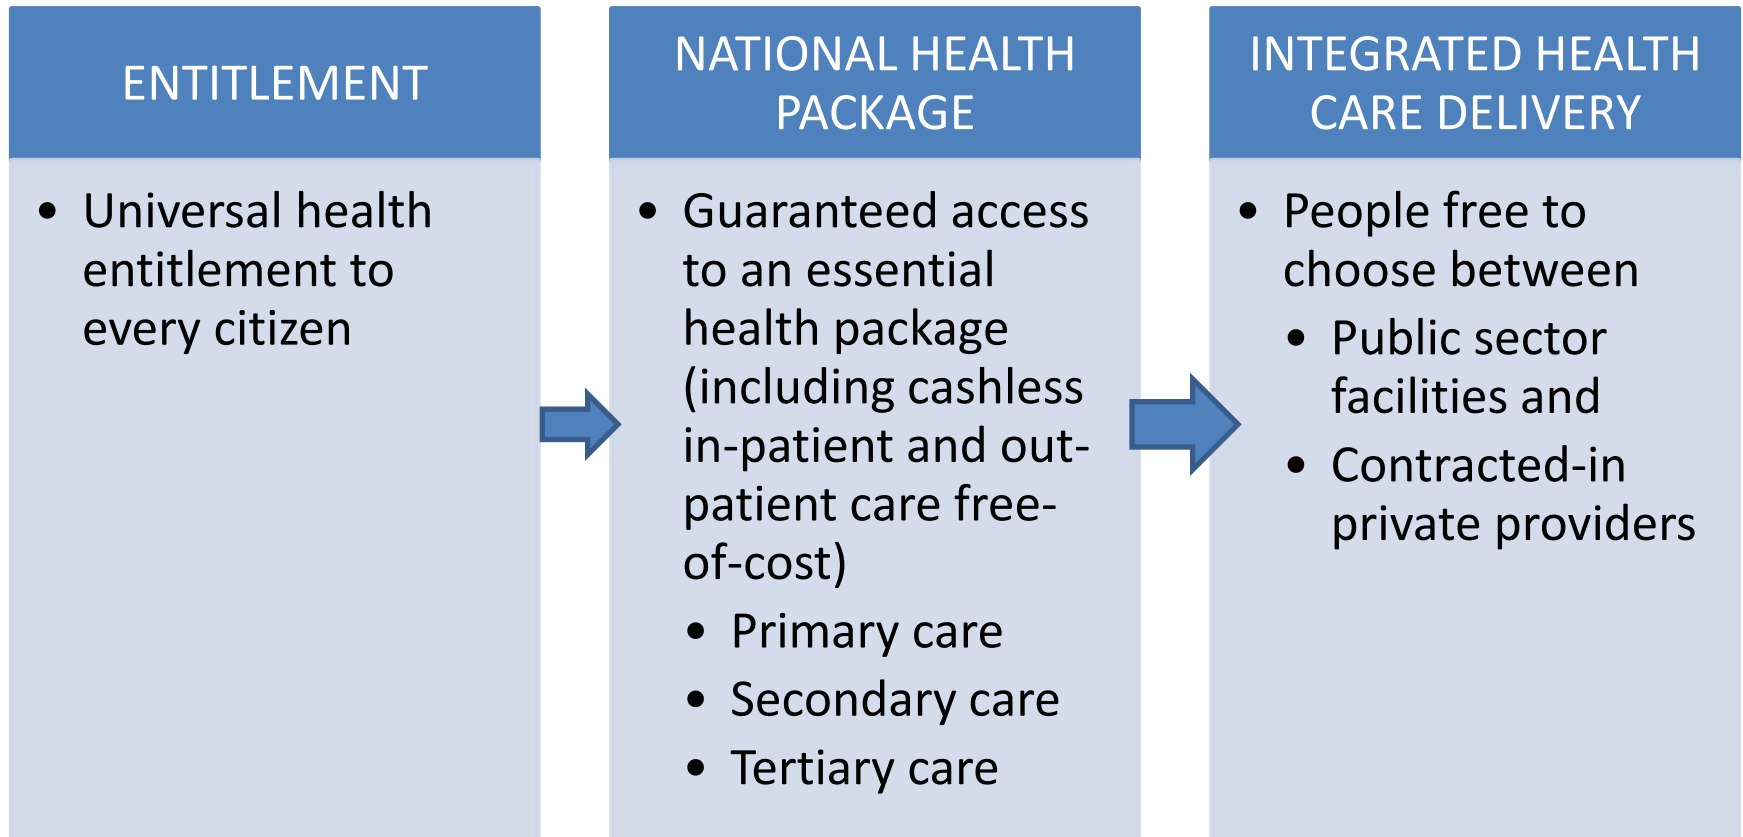 ENTITLEMENT
• Universal health
entitlement to
every citizen
NATIONAL HEALTH
PACKAGE
• Guaranteed access
to an essential
health package
(including cashless
in-patient and out-
patient care free-
of-cost)
• Primary care
• Secondary care
• Tertiary care
INTEGRATED HEALTH
CARE DELIVERY
• People free to
choose between
• Public sector
facilities and
• Contracted-in
private providers